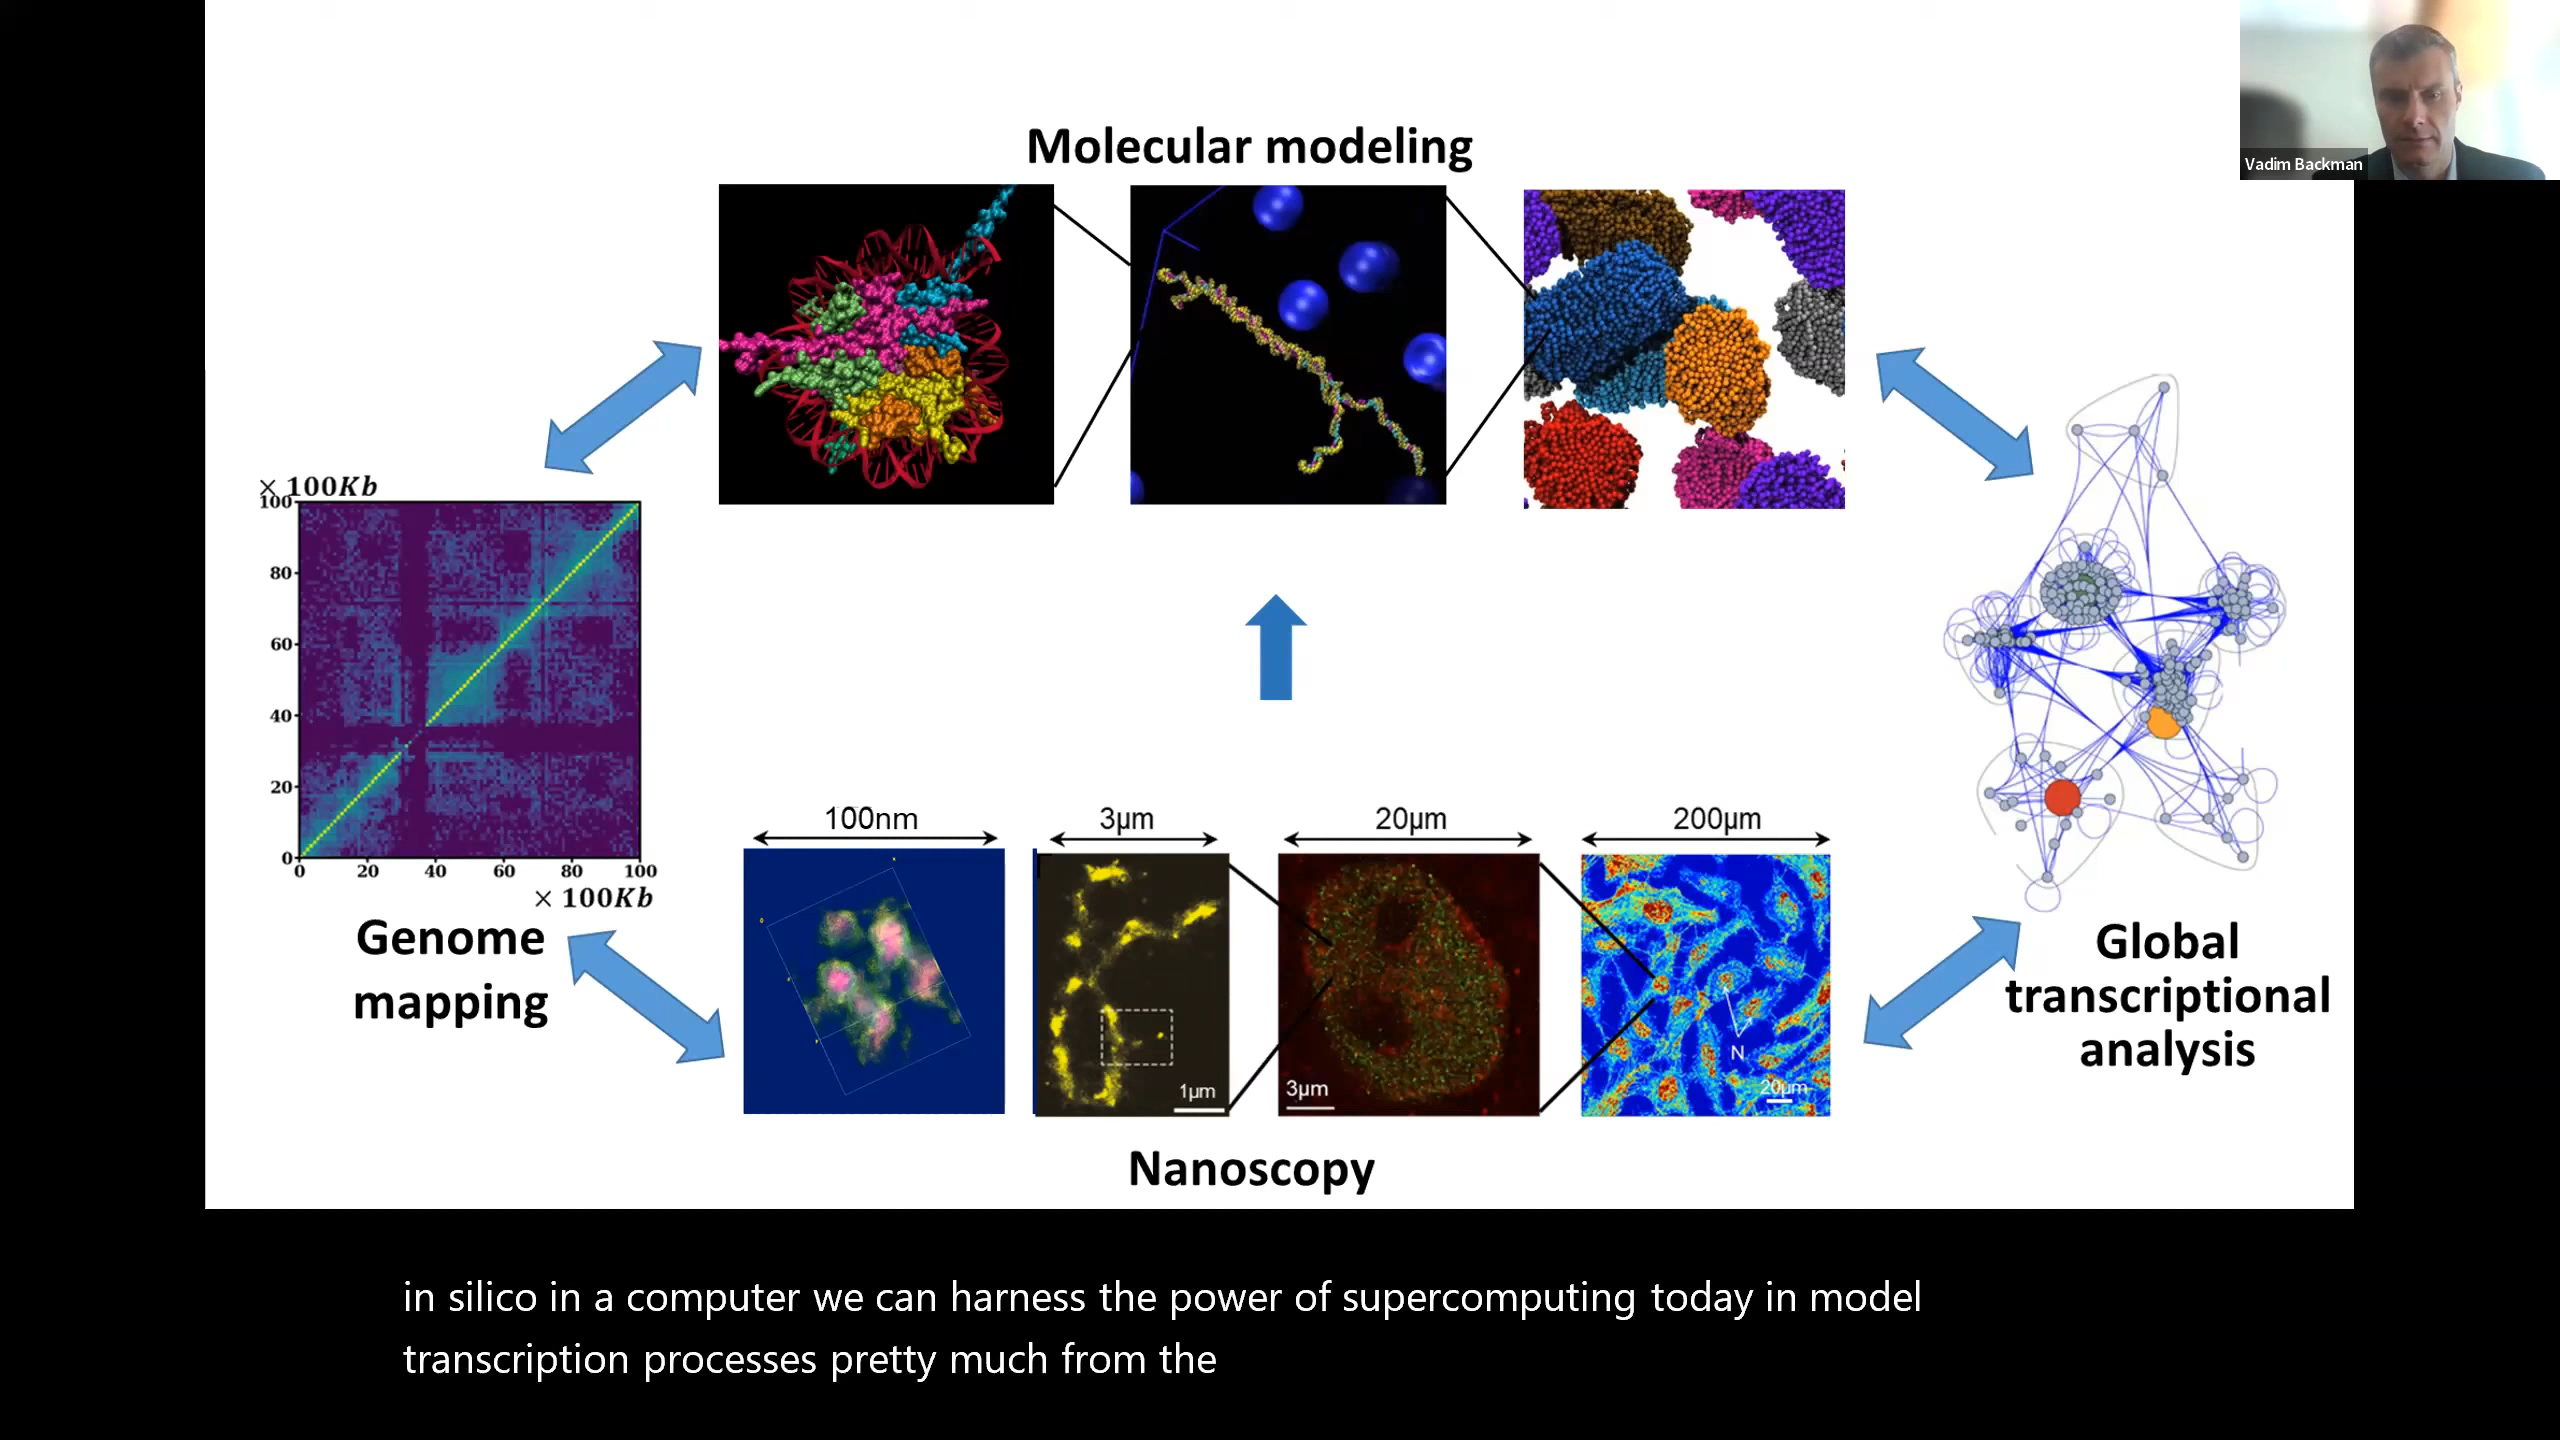 Vadim Backman
Molecular modeling
× 100Kb
100
80
60
40
20
0
0 20 40 60 80 100
× 100Kb
Genome
mapping
100nm
3µm
20µm
200µm
1µm
3µm
N
20µm
Nanoscopy
Global
transcriptional
analysis
in silico in a computer we can harness the power of supercomputing today in model
transcription processes pretty much from the